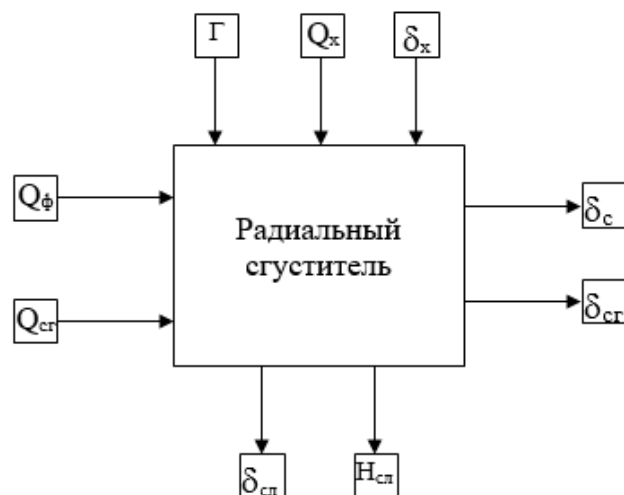 Г
Qх
δх
Qф
Радиальный
сгуститель
δс
Qсг
δсг
δсл
Нсл